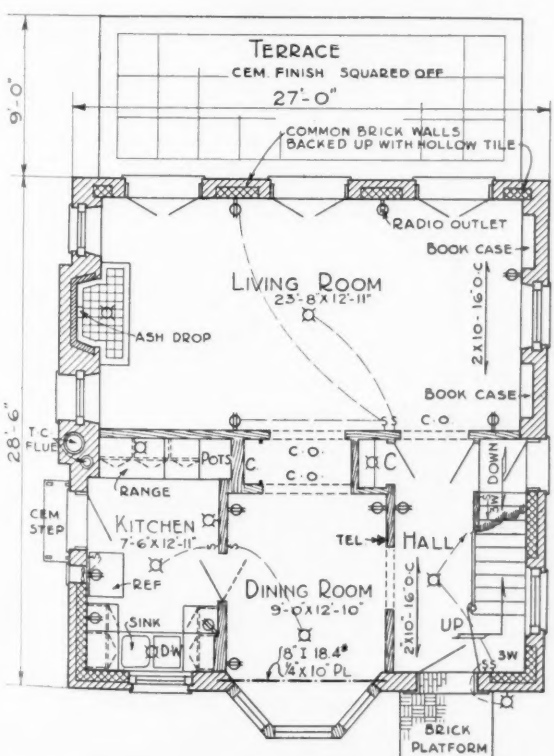 TERRACE
CEM. FINISH SQUARED OFF
9'-0"
27'-0"
COMMON BRICK WALLS
BACKED UP WITH HOLLOW TILE
RADIO OUTLET
BOOK CASE
LIVING ROOM
23'-8"X12'-11"
2X10-16"O.C
ASH DROP
BOOK CASE
28'-6"
S S
C.O.
T.C.
FLUE
POTS
C
C.O.
C.O.
C
RANGE
3W
DOWN
CEM
STEP
KITCHEN
7'-6"X12'-11"
TEL
HALL
REF
DINING ROOM
9'-0"X12'-10"
2"X10"-16"O.C
UP
SINK
DW
8" I 18.4#
¼"X10" PL
SS
3W
BRICK
PLATFORM